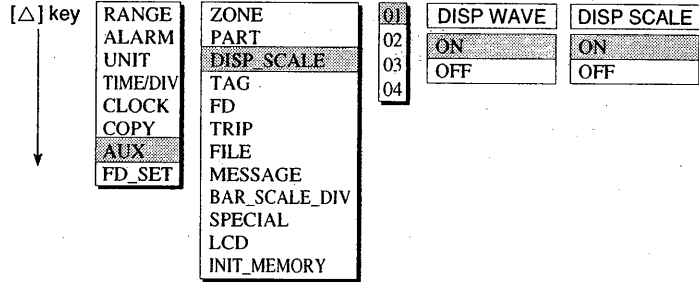 [△] key
RANGE
ALARM
UNIT
TIME/DIV
CLOCK
COPY
AUX
FD_SET
ZONE
PART
DISP_SCALE
TAG
FD
TRIP
FILE
MESSAGE
BAR_SCALE_DIV
SPECIAL
LCD
INIT_MEMORY
01
02
03
04
DISP WAVE
ON
OFF
DISP SCALE
ON
OFF